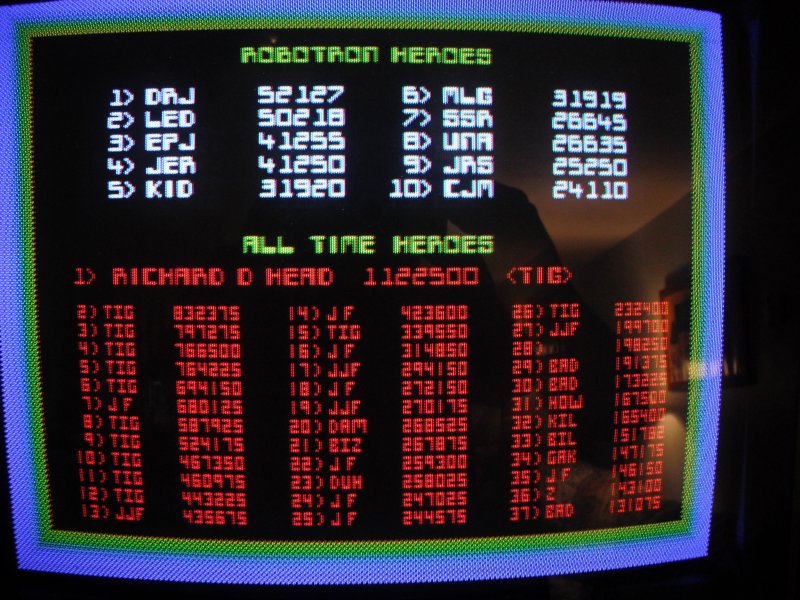 ROBOTRON HEROES
1) DRJ 52127 6) MLG 31919
2) LED 50218 7) SSR 26645
3) EPJ 41255 8) UNA 26635
4) JER 41250 9) JRS 25250
5) KID 31920 10) CJM 24110
ALL TIME HEROES
1) RICHARD D HEAD 1122500 (TIG)
2) TIG 832375 14) J F 423600 26) TIG 232400
3) TIG 797275 15) TIG 339550 27) JJF 199700
4) TIG 766500 16) J F 314850 28) 198250
5) TIG 764225 17) JJF 294150 29) BAD 191375
6) TIG 694150 18) J F 272150 30) BAD 173225
7) J F 680125 19) JJF 270175 31) HOW 167500
8) TIG 587925 20) DAM 268525 32) KIL 165400
9) TIG 524175 21) BIZ 267875 33) BIL 151702
10) TIG 467350 22) J F 259300 34) GAK 147175
11) TIG 460975 23) DUH 258025 35) J F 146150
12) TIG 443225 24) J F 247025 36) Z 143100
13) JJF 435675 25) J F 244575 37) BAD 131075